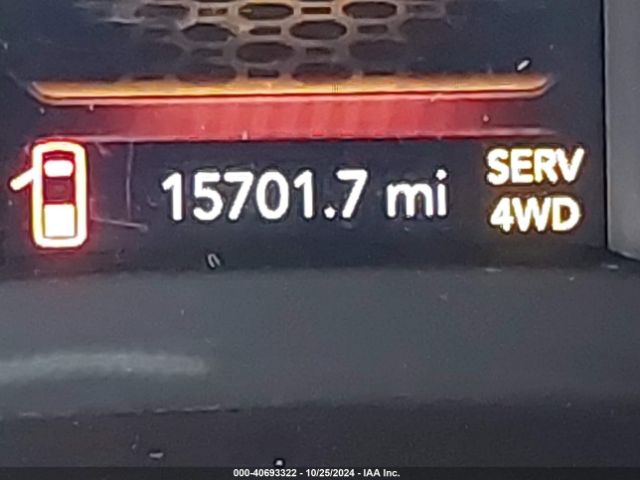 15701.7 mi
SERV
4WD
000-40693322 - 10/25/2024 - IAA Inc.